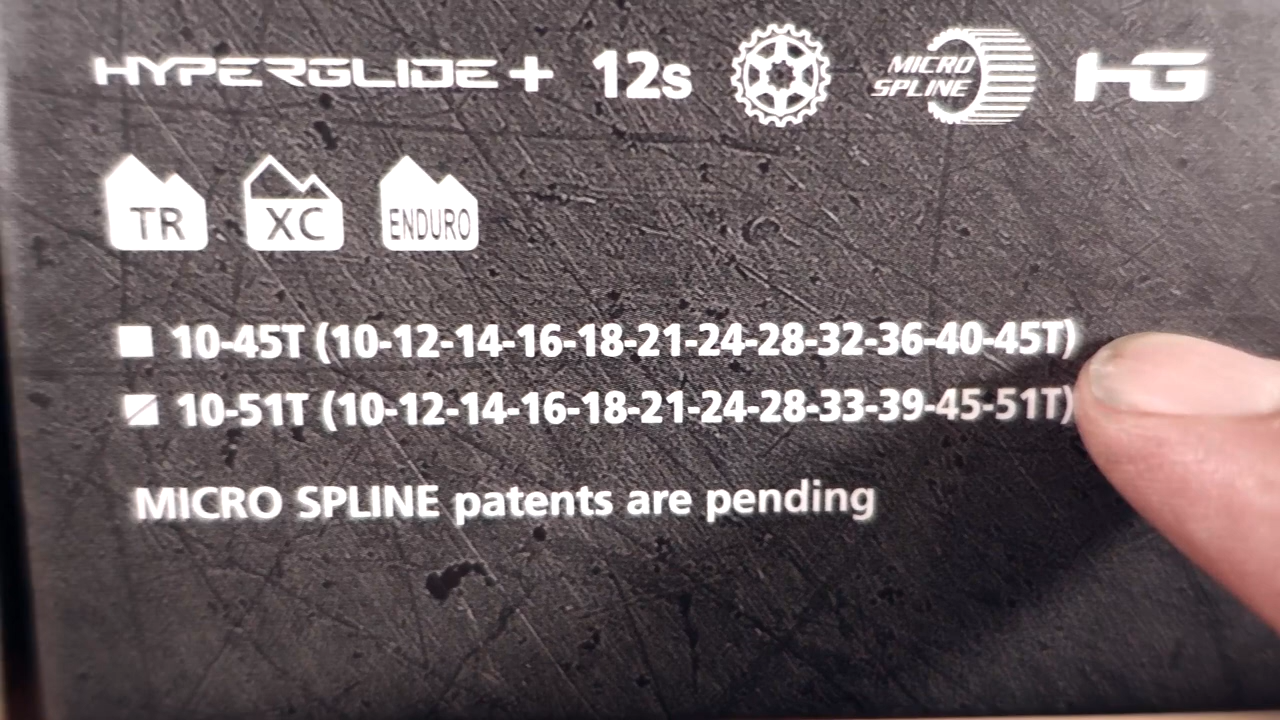 HYPERGLIDE+ 12s MICRO SPLINE HG
TR XC ENDURO
10-45T (10-12-14-16-18-21-24-28-32-36-40-45T)
10-51T (10-12-14-16-18-21-24-28-33-39-45-51T)
MICRO SPLINE patents are pending